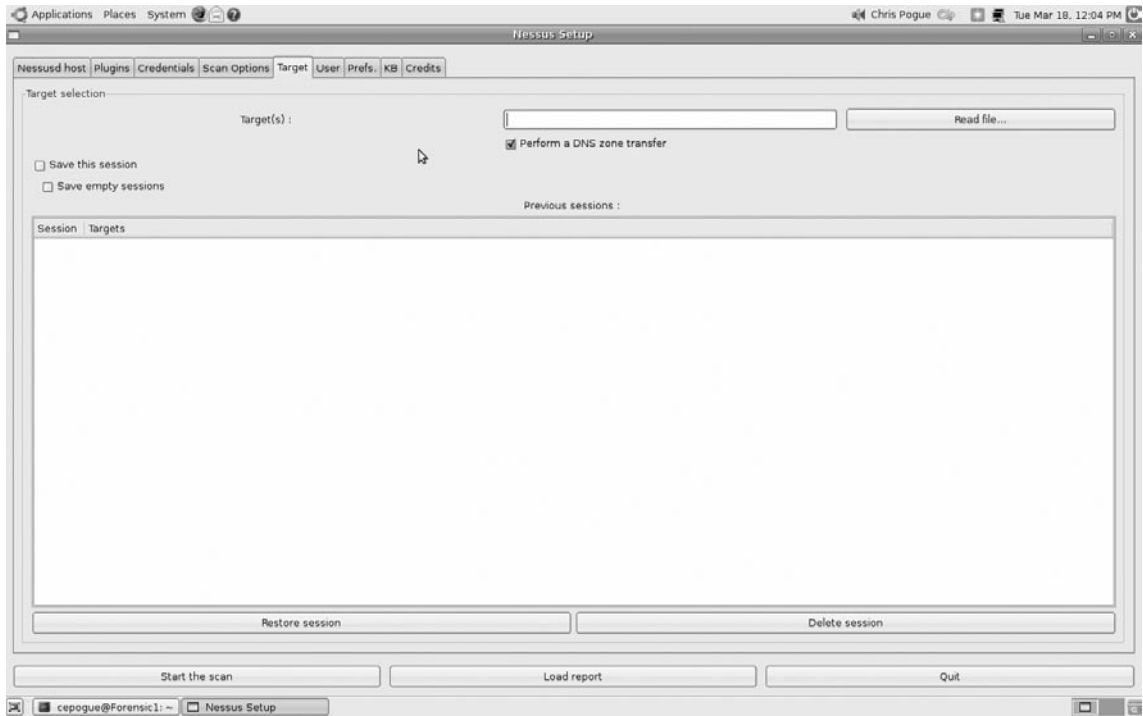 Applications Places System Chris Pogue Tue Mar 18, 12:04 PM
Nessus Setup
Nessusd host Plugins Credentials Scan Options Target User Prefs. KB Credits
Target selection
Target(s) : Read file...
Perform a DNS zone transfer
Save this session
Save empty sessions
Previous sessions :
Session Targets
Restore session Delete session
Start the scan Load report Quit
cepogue@Forensic1: ~ Nessus Setup